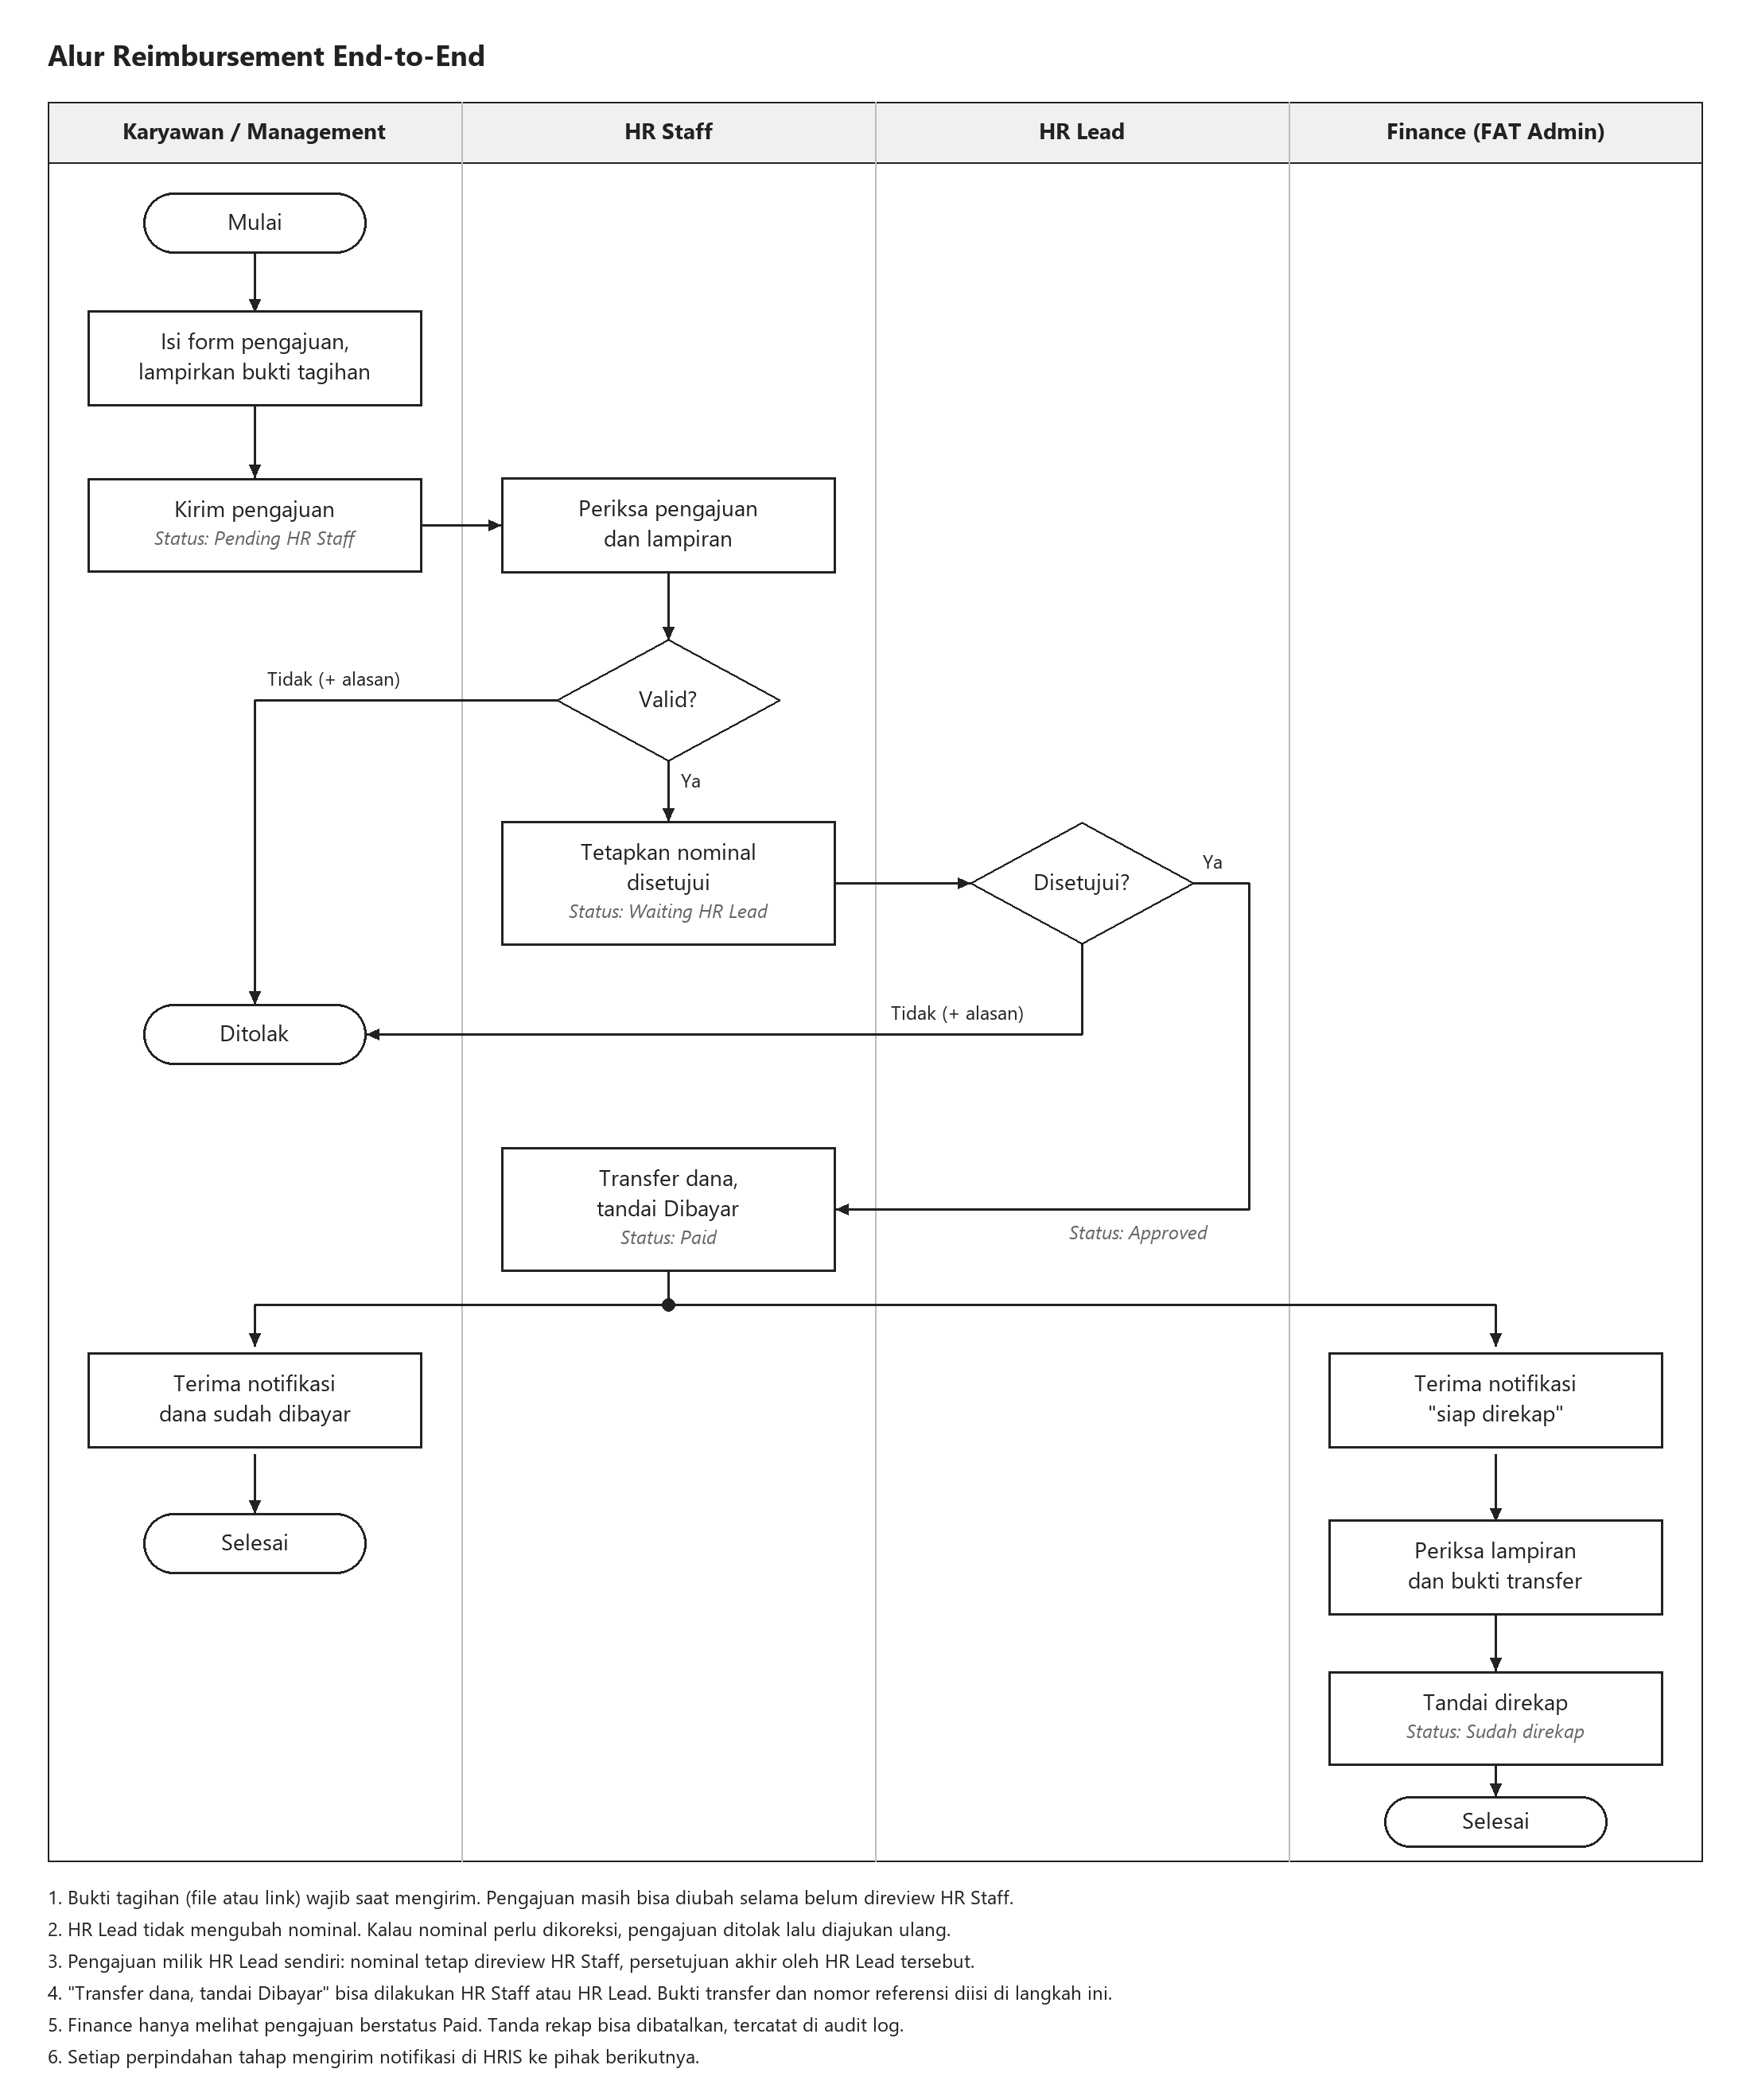 Alur Reimbursement End-to-End
Karyawan / Management
HR Staff
HR Lead
Finance (FAT Admin)
Mulai
Isi form pengajuan,
lampirkan bukti tagihan
Kirim pengajuan
Status: Pending HR Staff
Periksa pengajuan
dan lampiran
Tidak (+ alasan)
Valid?
Ya
Tetapkan nominal
disetujui
Status: Waiting HR Lead
Disetujui?
Ya
Tidak (+ alasan)
Ditolak
Transfer dana,
tandai Dibayar
Status: Paid
Status: Approved
Terima notifikasi
dana sudah dibayar
Terima notifikasi
"siap direkap"
Selesai
Periksa lampiran
dan bukti transfer
Tandai direkap
Status: Sudah direkap
Selesai
1. Bukti tagihan (file atau link) wajib saat mengirim. Pengajuan masih bisa diubah selama belum direview HR Staff.
2. HR Lead tidak mengubah nominal. Kalau nominal perlu dikoreksi, pengajuan ditolak lalu diajukan ulang.
3. Pengajuan milik HR Lead sendiri: nominal tetap direview HR Staff, persetujuan akhir oleh HR Lead tersebut.
4. "Transfer dana, tandai Dibayar" bisa dilakukan HR Staff atau HR Lead. Bukti transfer dan nomor referensi diisi di langkah ini.
5. Finance hanya melihat pengajuan berstatus Paid. Tanda rekap bisa dibatalkan, tercatat di audit log.
6. Setiap perpindahan tahap mengirim notifikasi di HRIS ke pihak berikutnya.